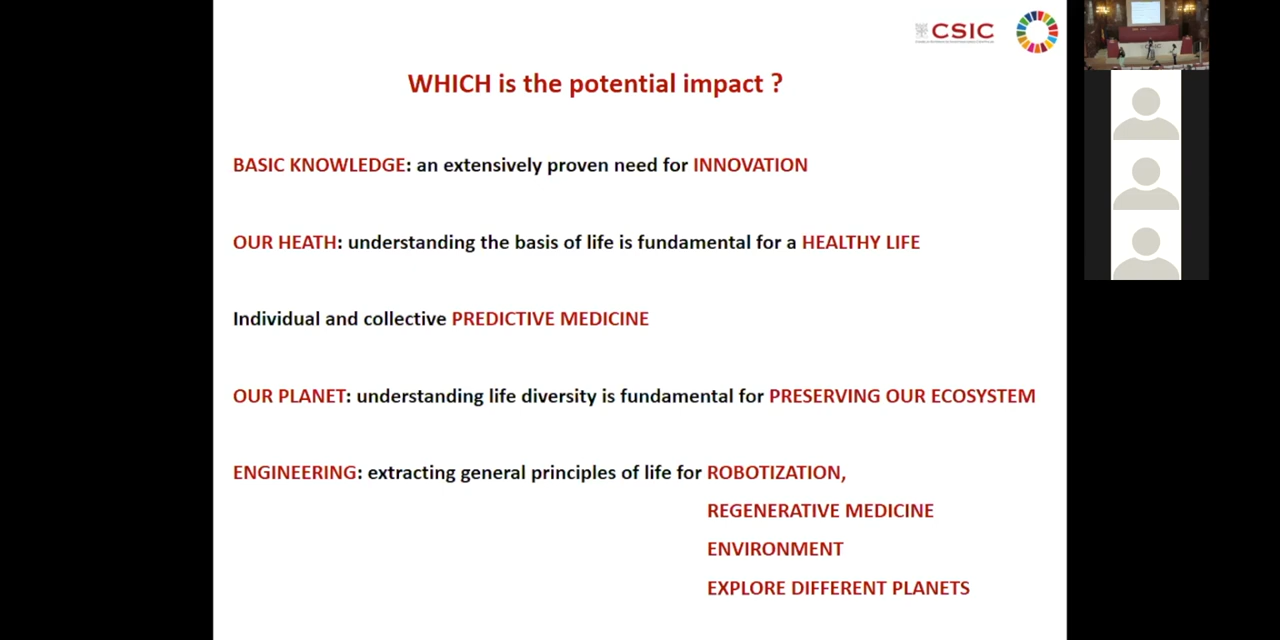 CSIC
WHICH is the potential impact ?
BASIC KNOWLEDGE: an extensively proven need for INNOVATION
OUR HEATH: understanding the basis of life is fundamental for a HEALTHY LIFE
Individual and collective PREDICTIVE MEDICINE
OUR PLANET: understanding life diversity is fundamental for PRESERVING OUR ECOSYSTEM
ENGINEERING: extracting general principles of life for ROBOTIZATION,
REGENERATIVE MEDICINE
ENVIRONMENT
EXPLORE DIFFERENT PLANETS